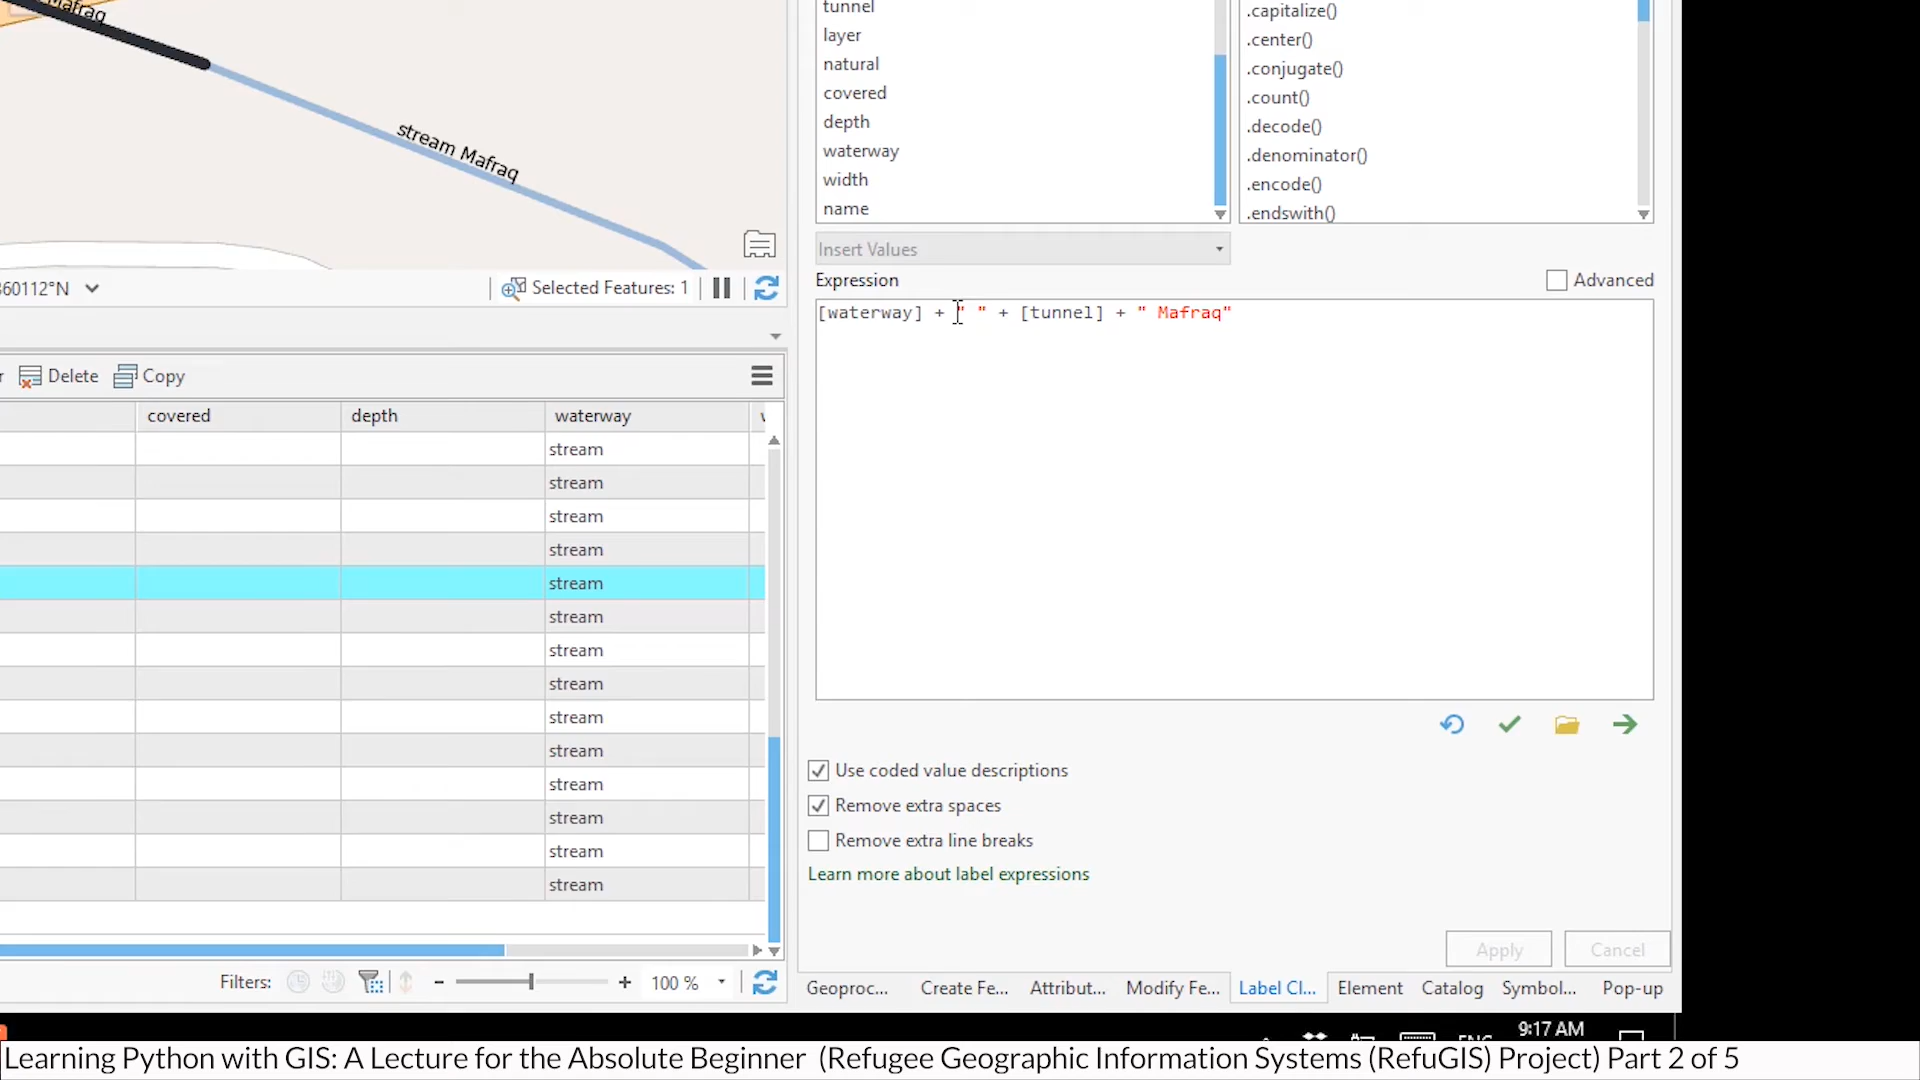 Mafraq
stream Mafraq
tunnel
layer
natural
covered
depth
waterway
width
name
.capitalize()
.center()
.conjugate()
.count()
.decode()
.denominator()
.encode()
.endswith()
Insert Values
Expression
Advanced
[waterway] + " " + [tunnel] + " Mafraq"
60112°N
Selected Features: 1
Delete
Copy
covered depth waterway
stream
stream
stream
stream
stream
stream
stream
stream
stream
stream
stream
stream
stream
stream
Use coded value descriptions
Remove extra spaces
Remove extra line breaks
Learn more about label expressions
Apply Cancel
Filters: - + 100 %
Geoproc... Create Fe... Attribut... Modify Fe... Label Cl... Element Catalog Symbol... Pop-up
ENG
9:17 AM
Learning Python with GIS: A Lecture for the Absolute Beginner (Refugee Geographic Information Systems (RefuGIS) Project) Part 2 of 5